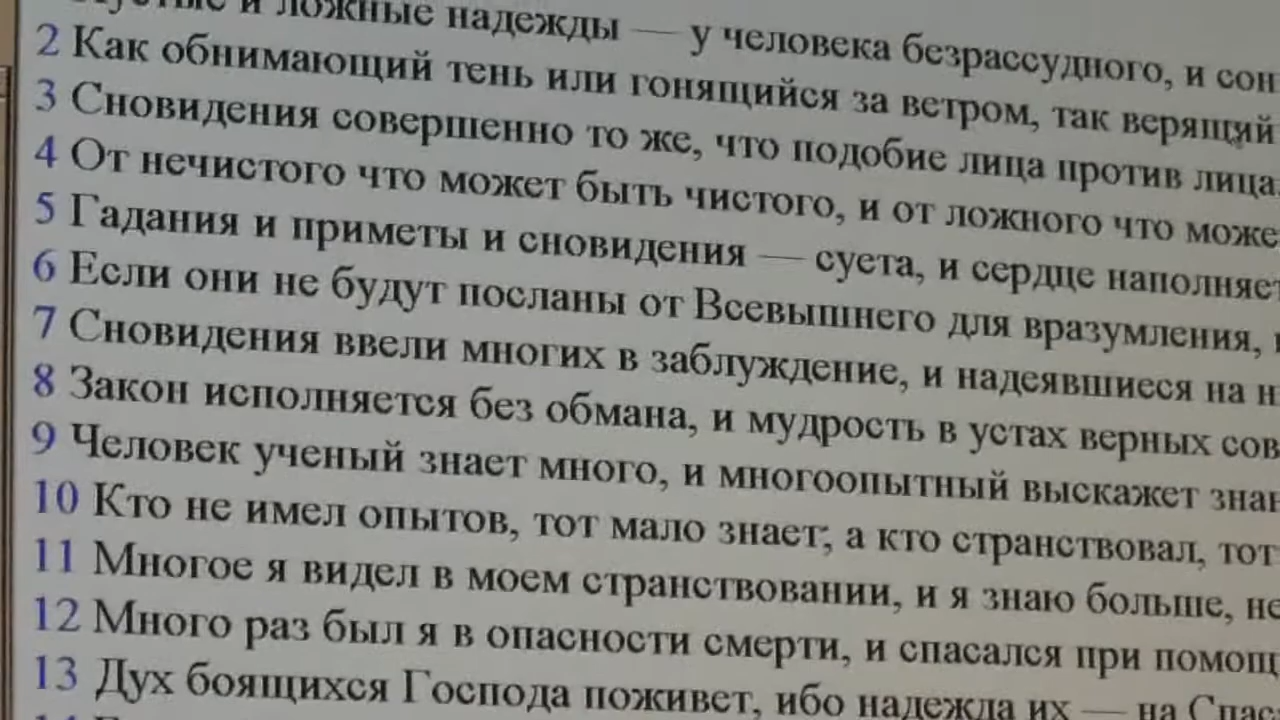 Пустые и ложные надежды — у человека безрассудного, и сон
2 Как обнимающий тень или гонящийся за ветром, так верящий
3 Сновидения совершенно то же, что подобие лица против лица
4 От нечистого что может быть чистого, и от ложного что може
5 Гадания и приметы и сновидения — суета, и сердце наполняет
6 Если они не будут посланы от Всевышнего для вразумления,
7 Сновидения ввели многих в заблуждение, и надеявшиеся на н
8 Закон исполняется без обмана, и мудрость в устах верных сов
9 Человек ученый знает много, и многоопытный выскажет знан
10 Кто не имел опытов, тот мало знает; а кто странствовал, тот
11 Многое я видел в моем странствовании, и я знаю больше, не
12 Много раз был я в опасности смерти, и спасался при помощ
13 Дух боящихся Господа поживет, ибо надежда их — на Спас